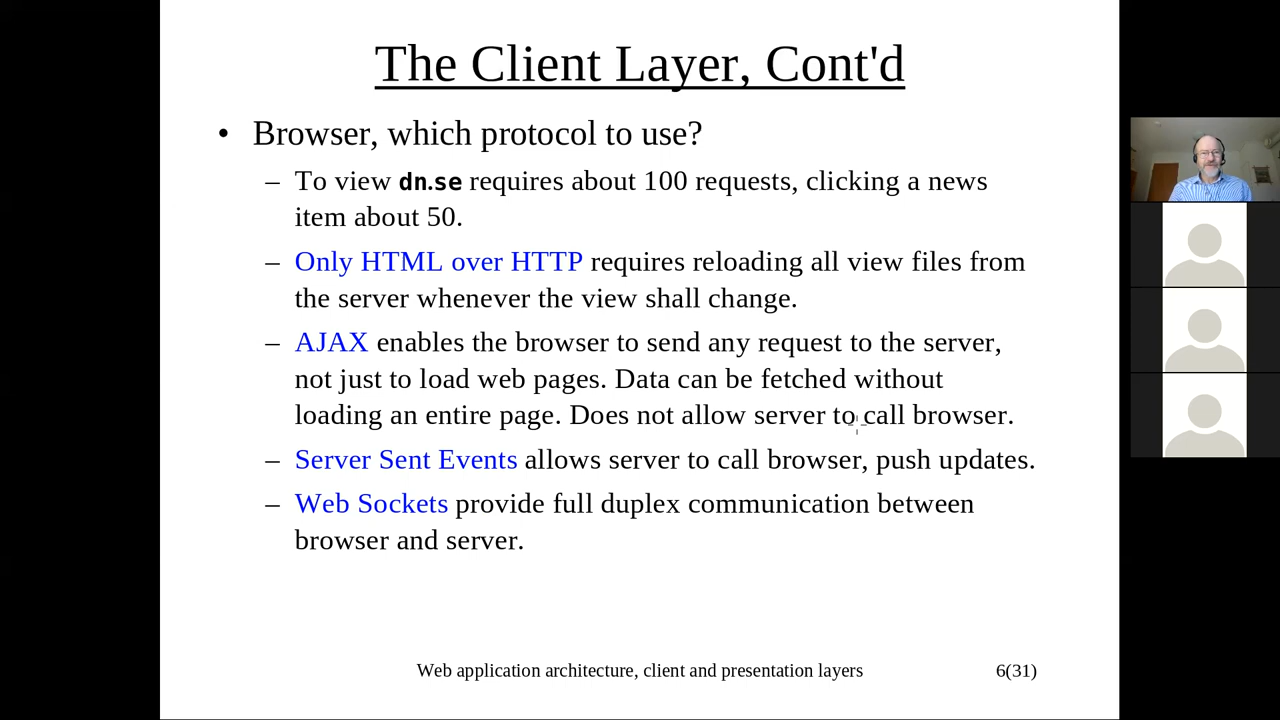 The Client Layer, Cont'd
• Browser, which protocol to use?
– To view dn.se requires about 100 requests, clicking a news
item about 50.
– Only HTML over HTTP requires reloading all view files from
the server whenever the view shall change.
– AJAX enables the browser to send any request to the server,
not just to load web pages. Data can be fetched without
loading an entire page. Does not allow server to call browser.
– Server Sent Events allows server to call browser, push updates.
– Web Sockets provide full duplex communication between
browser and server.
Web application architecture, client and presentation layers
6(31)